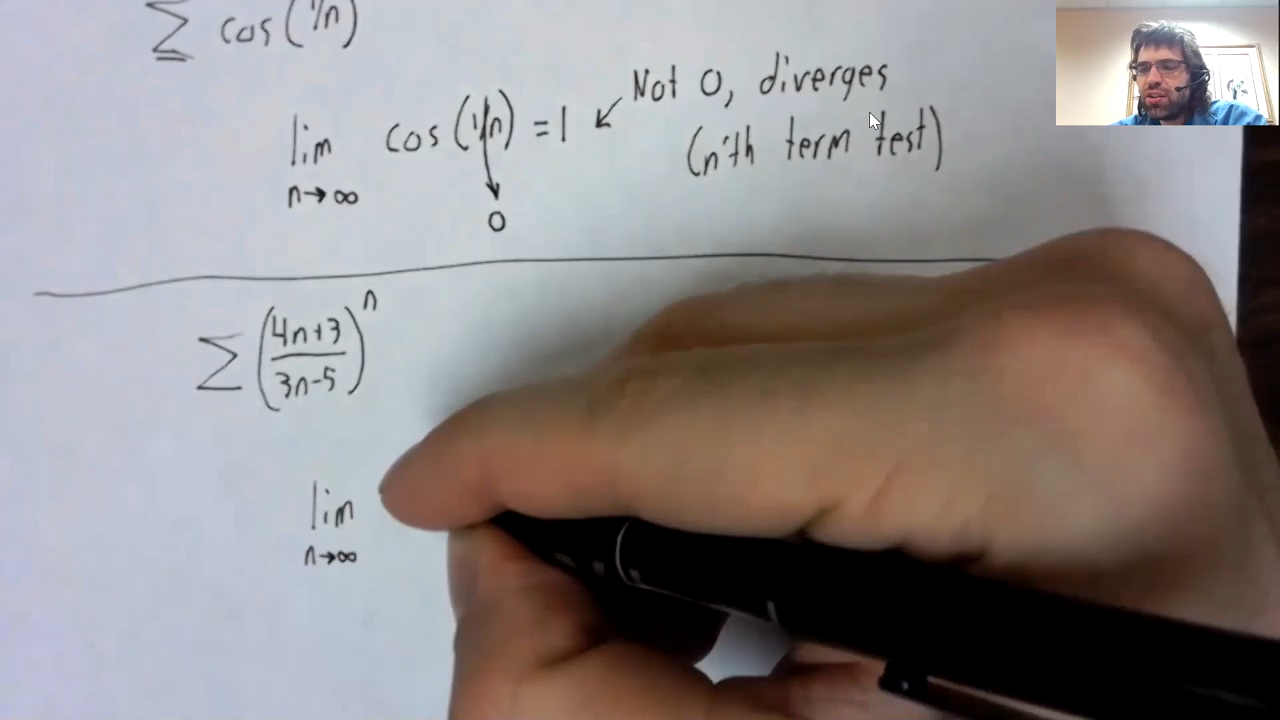 ∑ cos(1/n)
lim cos(1/n) = 1 ← Not 0, diverges
n→∞ (n'th term test)
0
∑ (4n+3 / 3n-5)^n
lim
n→∞